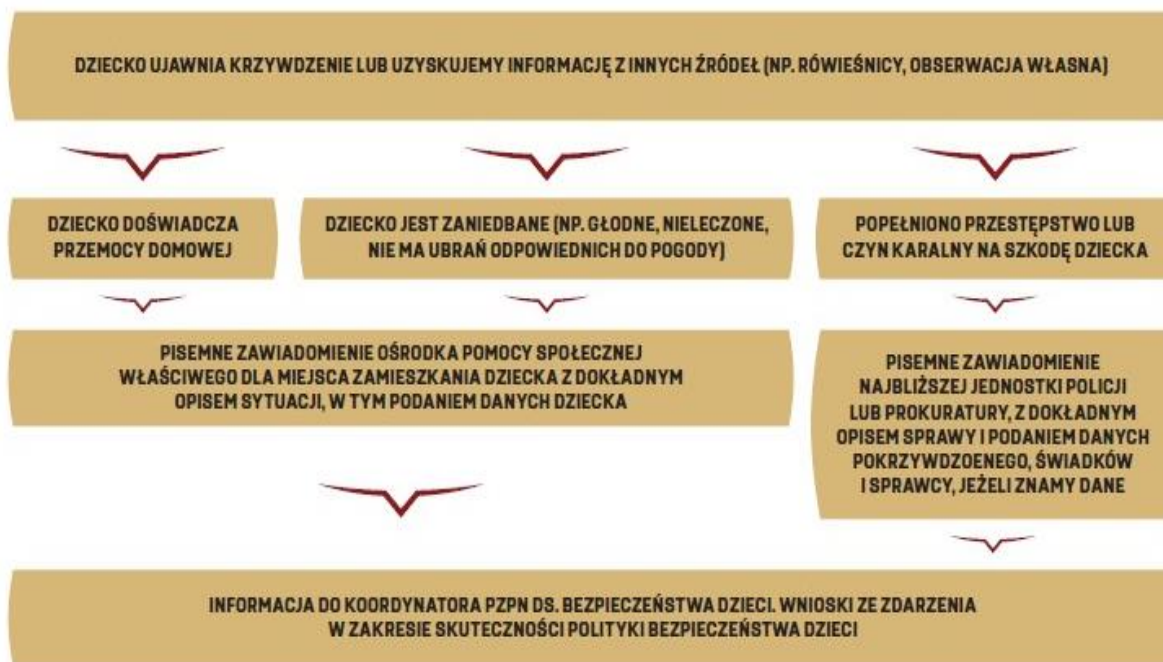 DZIECKO UJAWNIA KRZYWDZENIE LUB UZYSKUJEMY INFORMACJĘ Z INNYCH ŹRÓDEŁ (NP. RÓWIEŚNICY, OBSERWACJA WŁASNA)
DZIECKO DOŚWIADCZA
PRZEMOCY DOMOWEJ
DZIECKO JEST ZANIEDBANE (NP. GŁODNE, NIELECZONE,
NIE MA UBRAŃ ODPOWIEDNICH DO POGODY)
POPEŁNIONO PRZESTĘPSTWO LUB
CZYN KARALNY NA SZKODĘ DZIECKA
PISEMNE ZAWIADOMIENIE OŚRODKA POMOCY SPOŁECZNEJ
WŁAŚCIWEGO DLA MIEJSCA ZAMIESZKANIA DZIECKA Z DOKŁADNYM
OPISEM SYTUACJI, W TYM PODANIEM DANYCH DZIECKA
PISEMNE ZAWIADOMIENIE
NAJBLIŻSZEJ JEDNOSTKI POLICJI
LUB PROKURATURY, Z DOKŁADNYM
OPISEM SPRAWY I PODANIEM DANYCH
POKRZYWDZOENEGO, ŚWIADKÓW
I SPRAWCY, JEŻELI ZNAMY DANE
INFORMACJA DO KOORDYNATORA PZPN DS. BEZPIECZEŃSTWA DZIECI. WNIOSKI ZE ZDARZENIA
W ZAKRESIE SKUTECZNOŚCI POLITYKI BEZPIECZEŃSTWA DZIECI